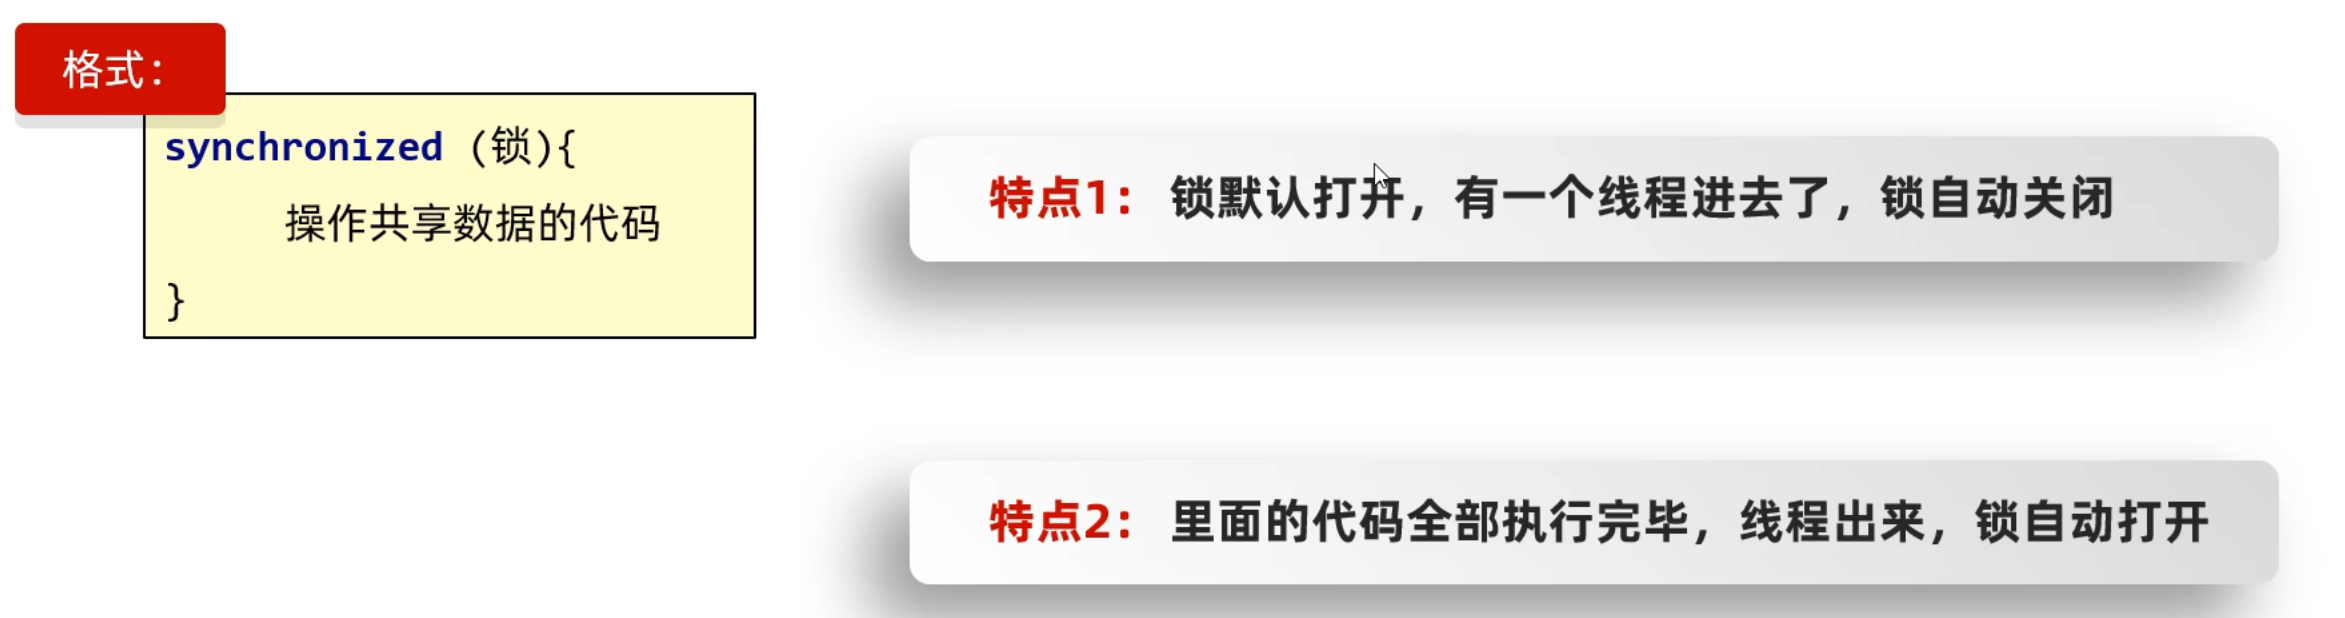 格式：
synchronized (锁){
操作共享数据的代码
}
特点1： 锁默认打开，有一个线程进去了，锁自动关闭
特点2： 里面的代码全部执行完毕，线程出来，锁自动打开